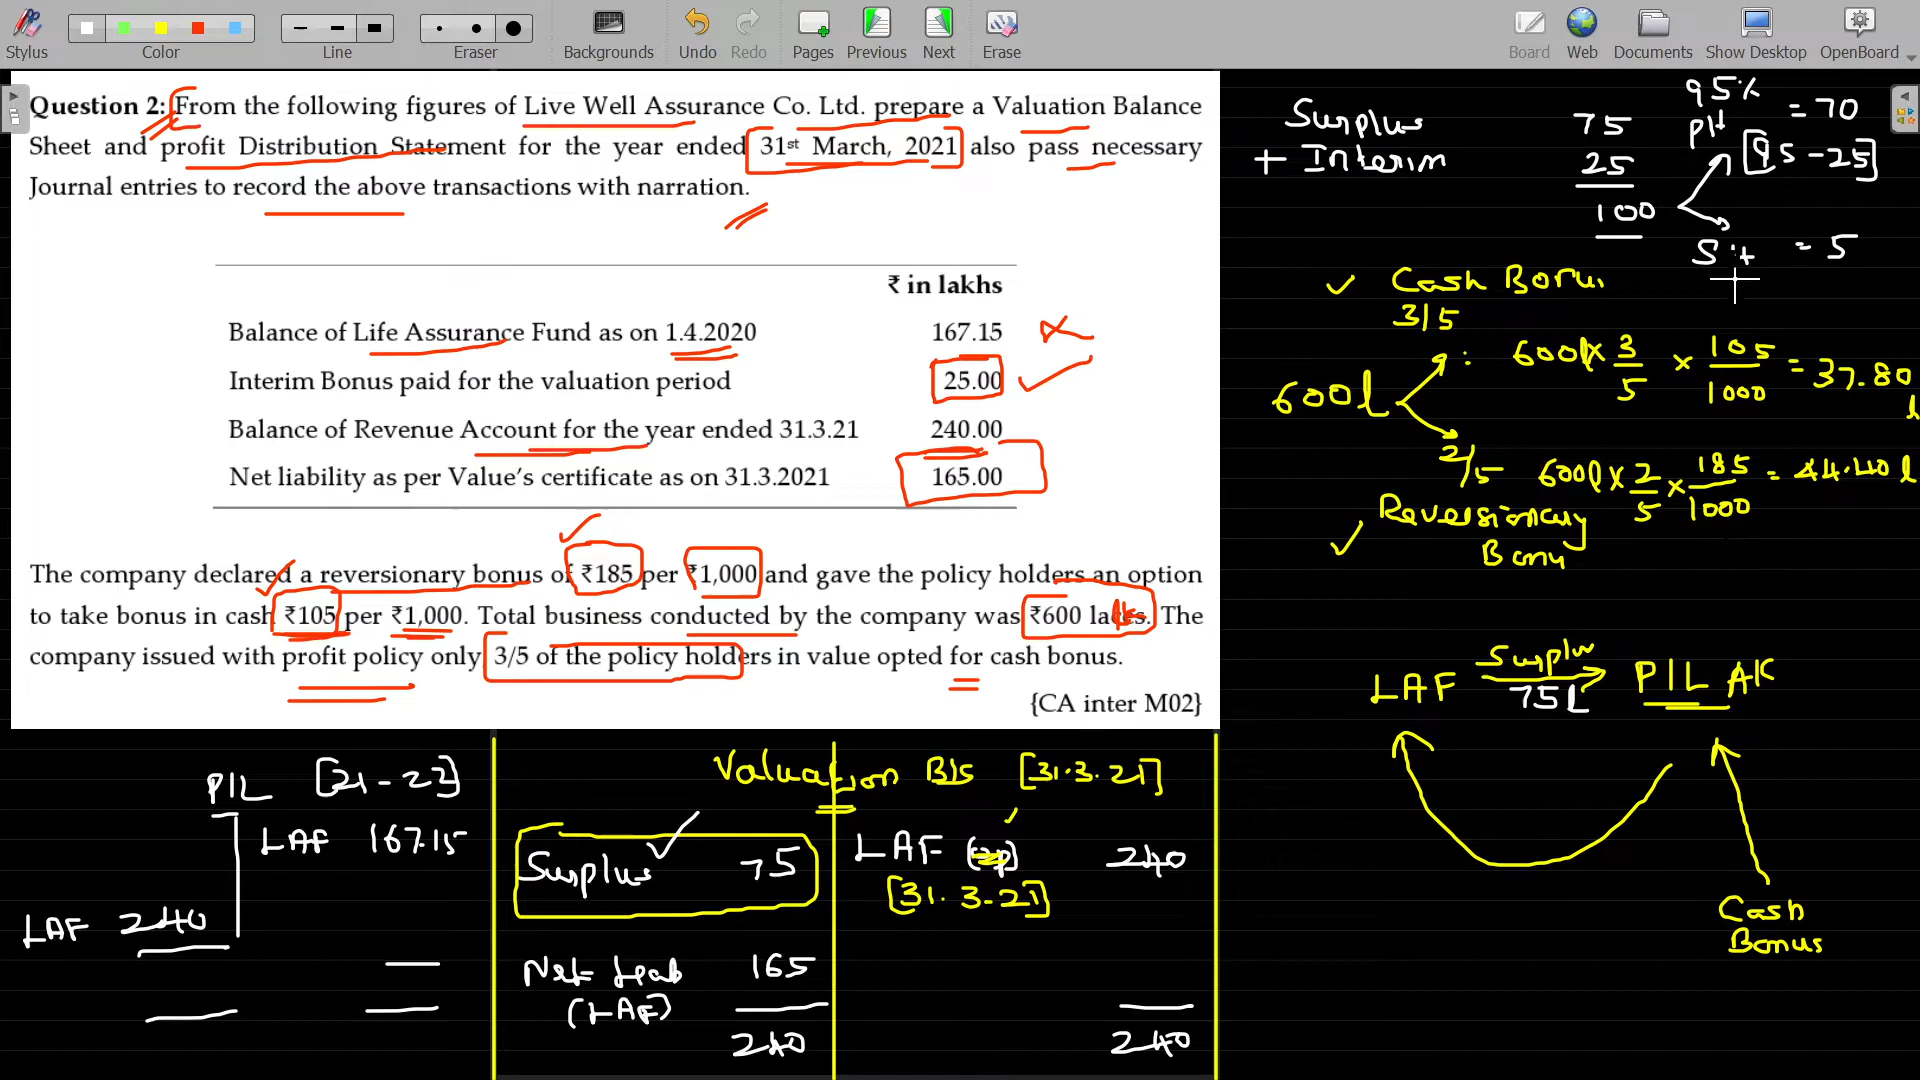 Stylus
Color
Line
Eraser
Backgrounds
Undo
Redo
Pages
Previous
Next
Erase
Board
Web
Documents
Show Desktop
OpenBoard
Question 2: From the following figures of Live Well Assurance Co. Ltd. prepare a Valuation Balance
Sheet and profit Distribution Statement for the year ended 31st March, 2021 also pass necessary
Journal entries to record the above transactions with narration.
₹ in lakhs
Balance of Life Assurance Fund as on 1.4.2020 167.15
Interim Bonus paid for the valuation period 25.00
Balance of Revenue Account for the year ended 31.3.21 240.00
Net liability as per Value's certificate as on 31.3.2021 165.00
The company declared a reversionary bonus of ₹185 per ₹1,000 and gave the policy holders an option
to take bonus in cash ₹105 per ₹1,000. Total business conducted by the company was ₹600 lacs. The
company issued with profit policy only 3/5 of the policy holders in value opted for cash bonus.
{CA inter M02}
Surplus 75
+ Interim 25
100
95%
PH = 70
[95-25]
S H = 5
Cash Bonus
3/5
600l × 3/5 × 105/1000 = 37.80 l
600l
2/5 600l × 2/5 × 185/1000 = 44.40 l
Reversionary
Bonu
LAF Surplus 75L P/L A/C
Cash
Bonus
P/L [21-22]
LAF 167.15
LAF 240
Valuation B/S [31.3.21]
Surplus 75
LAF 240
[31.3.21]
Net Liab 165
(LAF)
240
240